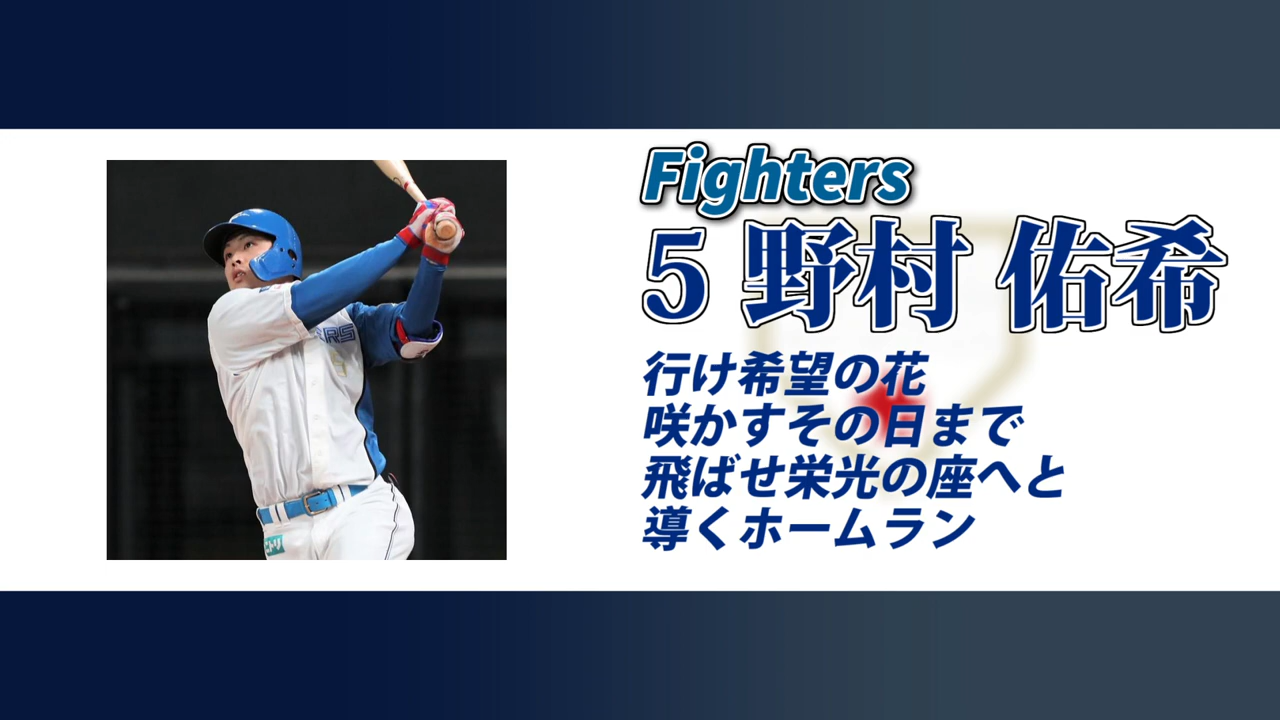 Fighters
5 野村 佑希
行け希望の花
咲かすその日まで
飛ばせ栄光の座へと
導くホームラン